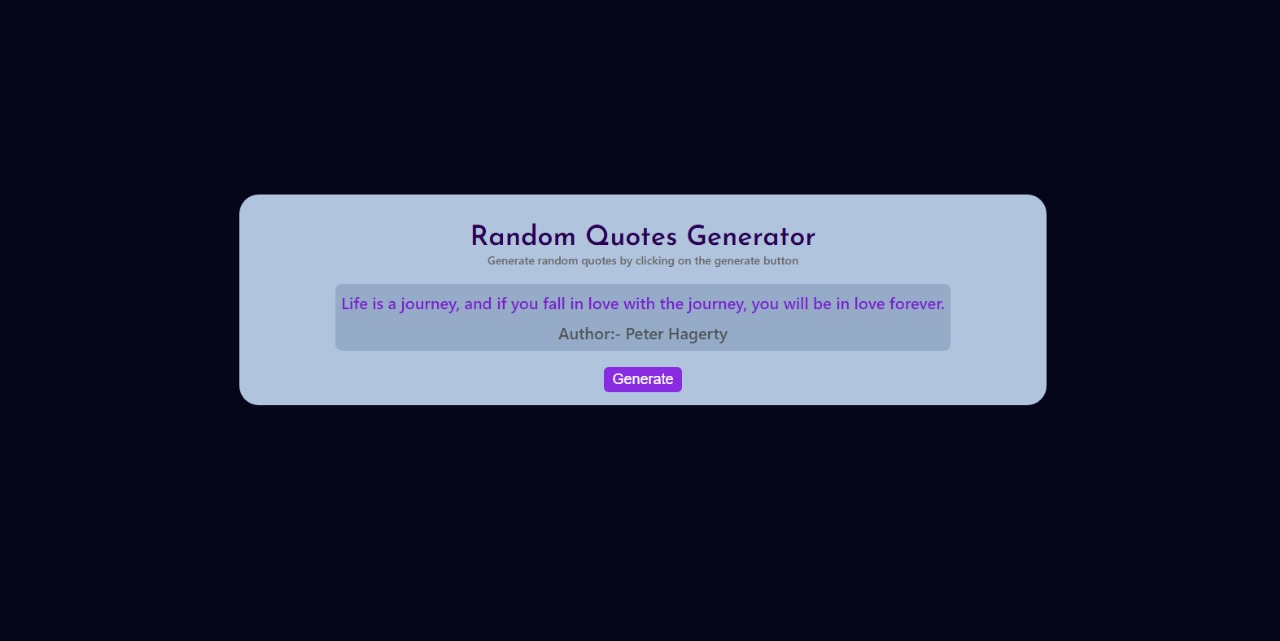 Random Quotes Generator
Generate random quotes by clicking on the generate button
Life is a journey, and if you fall in love with the journey, you will be in love forever.
Author:- Peter Hagerty
Generate